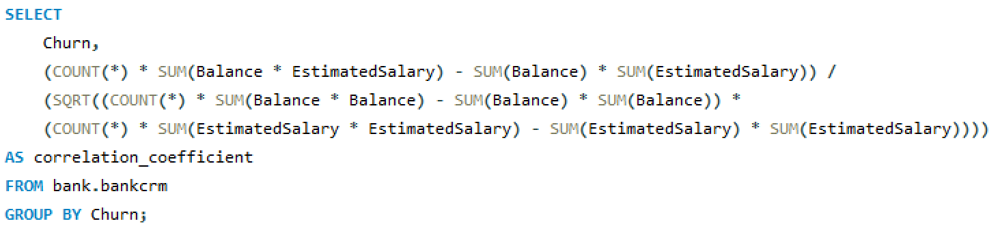 SELECT
Churn,
(COUNT(*) * SUM(Balance * EstimatedSalary) - SUM(Balance) * SUM(EstimatedSalary)) /
(SQRT((COUNT(*) * SUM(Balance * Balance) - SUM(Balance) * SUM(Balance)) *
(COUNT(*) * SUM(EstimatedSalary * EstimatedSalary) - SUM(EstimatedSalary) * SUM(EstimatedSalary))))
AS correlation_coefficient
FROM bank.bankcrm
GROUP BY Churn;